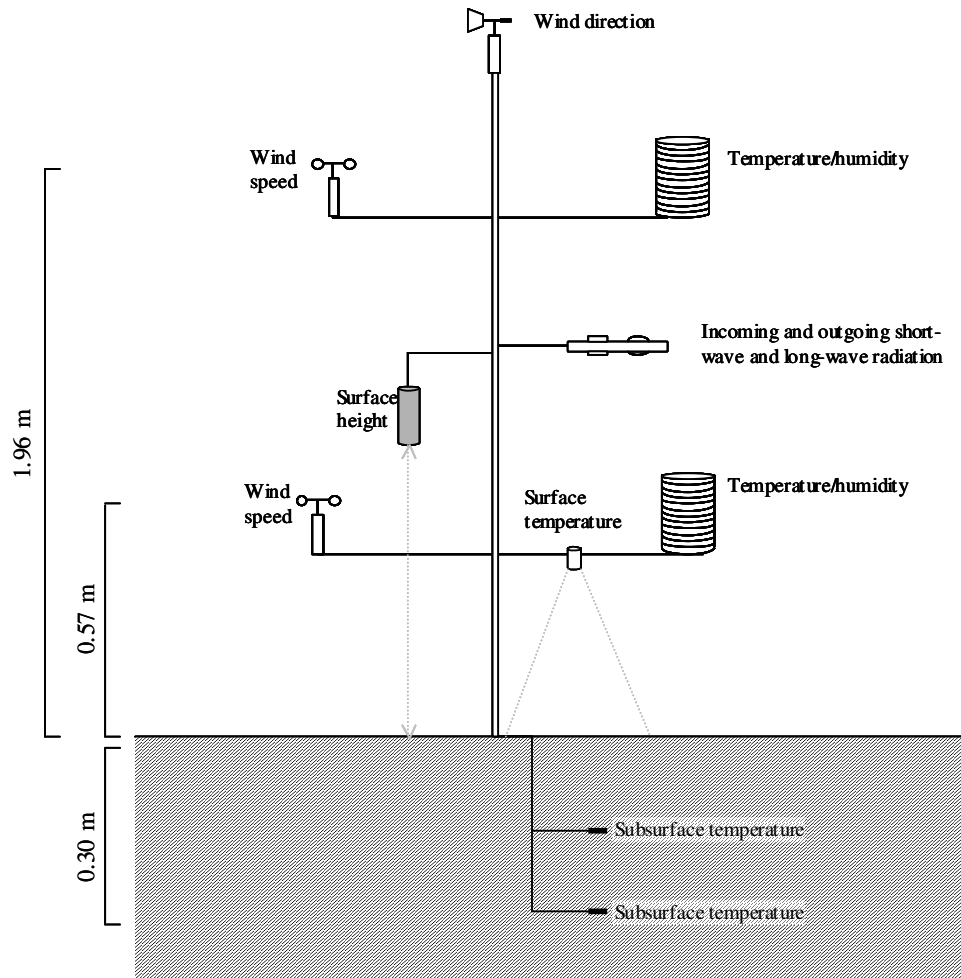 Wind direction
Wind
speed
Temperature/humidity
Incoming and outgoing short-
wave and long-wave radiation
Surface
height
1.96 m
Wind
speed
Surface
temperature
Temperature/humidity
0.57 m
0.30 m
Subsurface temperature
Subsurface temperature